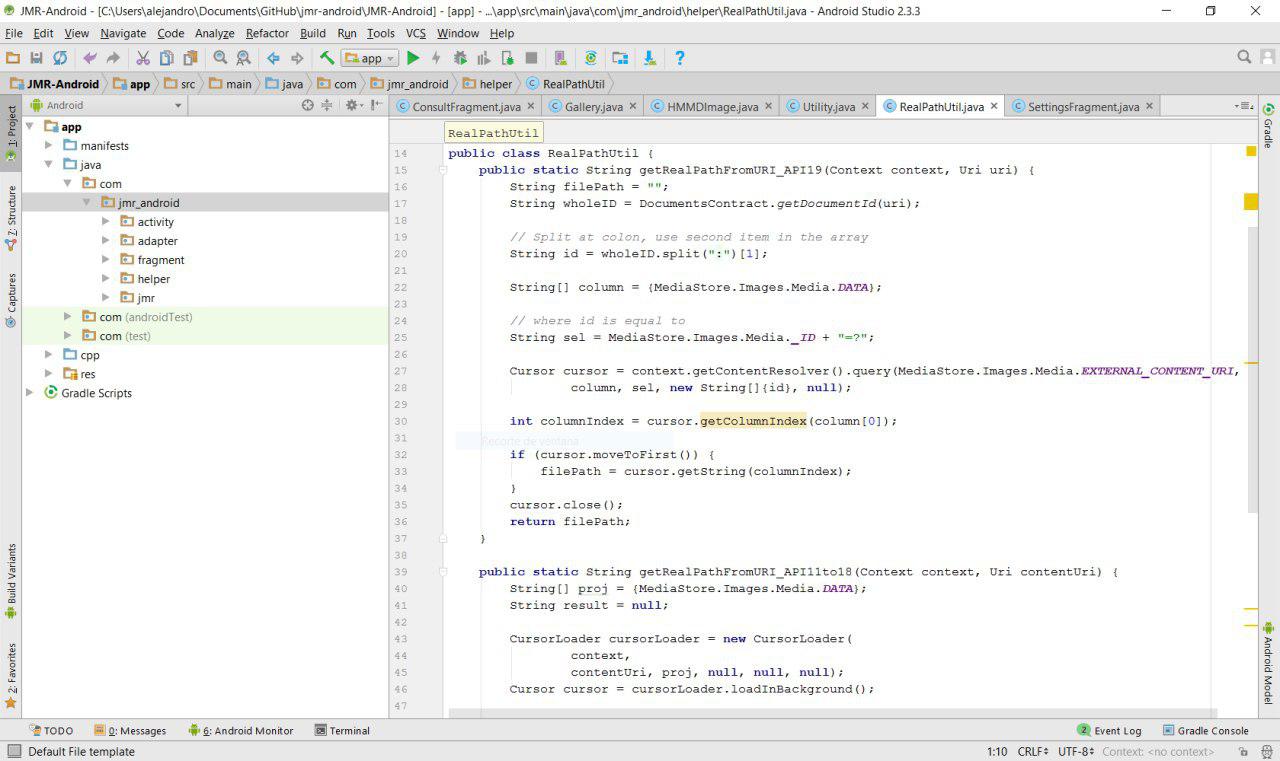 JMR-Android - [C:\Users\alejandro\Documents\GitHub\jmr-android\JMR-Android] - [app] - ...\app\src\main\java\com\jmr_android\helper\RealPathUtil.java - Android Studio 2.3.3
File Edit View Navigate Code Analyze Refactor Build Run Tools VCS Window Help
app
JMR-Android app src main java com jmr_android helper RealPathUtil
Android
ConsultFragment.java Gallery.java HMMDImage.java Utility.java RealPathUtil.java SettingsFragment.java
1: Project
Z: Structure
Captures
Build Variants
2: Favorites
app
manifests
java
com
jmr_android
activity
adapter
fragment
helper
jmr
com (androidTest)
com (test)
cpp
res
Gradle Scripts
RealPathUtil
14 public class RealPathUtil {
15 public static String getRealPathFromURI_API19(Context context, Uri uri) {
16 String filePath = "";
17 String wholeID = DocumentsContract.getDocumentId(uri);
18
19 // Split at colon, use second item in the array
20 String id = wholeID.split(":")[1];
21
22 String[] column = {MediaStore.Images.Media.DATA};
23
24 // where id is equal to
25 String sel = MediaStore.Images.Media._ID + "=?";
26
27 Cursor cursor = context.getContentResolver().query(MediaStore.Images.Media.EXTERNAL_CONTENT_URI,
28 column, sel, new String[]{id}, null);
29
30 int columnIndex = cursor.getColumnIndex(column[0]);
31
Recorte de ventana
32 if (cursor.moveToFirst()) {
33 filePath = cursor.getString(columnIndex);
34 }
35 cursor.close();
36 return filePath;
37 }
38
39 public static String getRealPathFromURI_API11to18(Context context, Uri contentUri) {
40 String[] proj = {MediaStore.Images.Media.DATA};
41 String result = null;
42
43 CursorLoader cursorLoader = new CursorLoader(
44 context,
45 contentUri, proj, null, null, null);
46 Cursor cursor = cursorLoader.loadInBackground();
47
Gradle
Android Model
TODO 0: Messages 6: Android Monitor Terminal 2 Event Log Gradle Console
Default File template 1:10 CRLF UTF-8 Context: <no context>